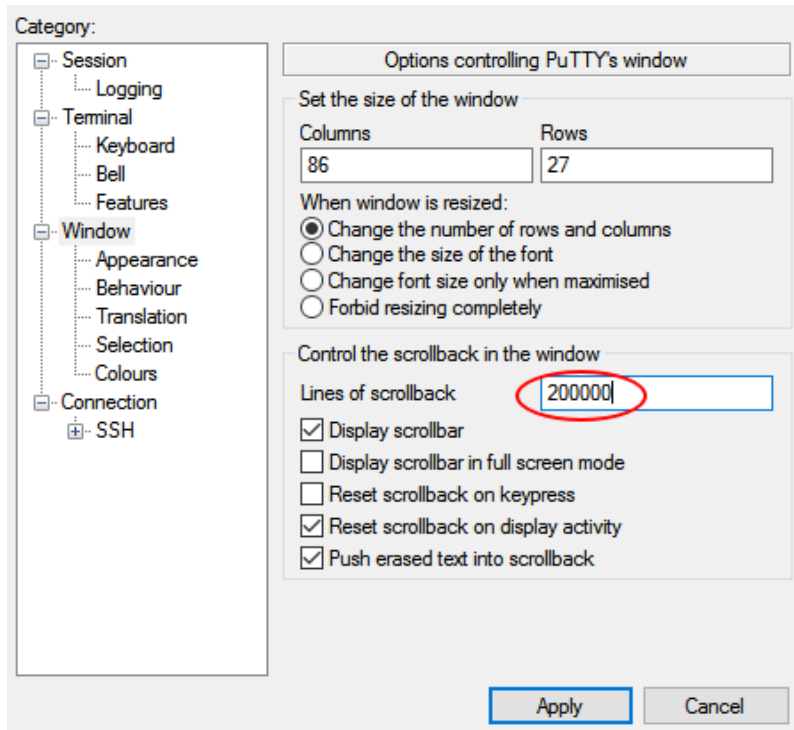 Category:
Session
Logging
Terminal
Keyboard
Bell
Features
Window
Appearance
Behaviour
Translation
Selection
Colours
Connection
SSH
Options controlling PuTTY's window
Set the size of the window
Columns Rows
86 27
When window is resized:
Change the number of rows and columns
Change the size of the font
Change font size only when maximised
Forbid resizing completely
Control the scrollback in the window
Lines of scrollback 200000
Display scrollbar
Display scrollbar in full screen mode
Reset scrollback on keypress
Reset scrollback on display activity
Push erased text into scrollback
Apply Cancel